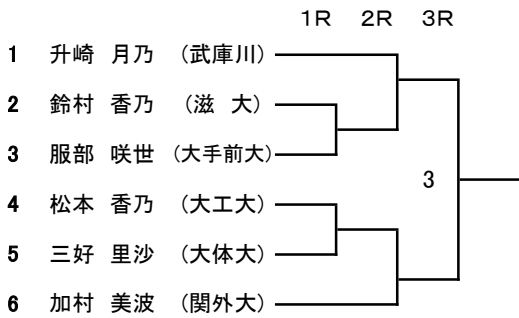 1R 2R 3R
1 升崎 月乃 (武庫川)
2 鈴村 香乃 (滋 大)
3 服部 咲世 (大手前大)
3
4 松本 香乃 (大工大)
5 三好 里沙 (大体大)
6 加村 美波 (関外大)